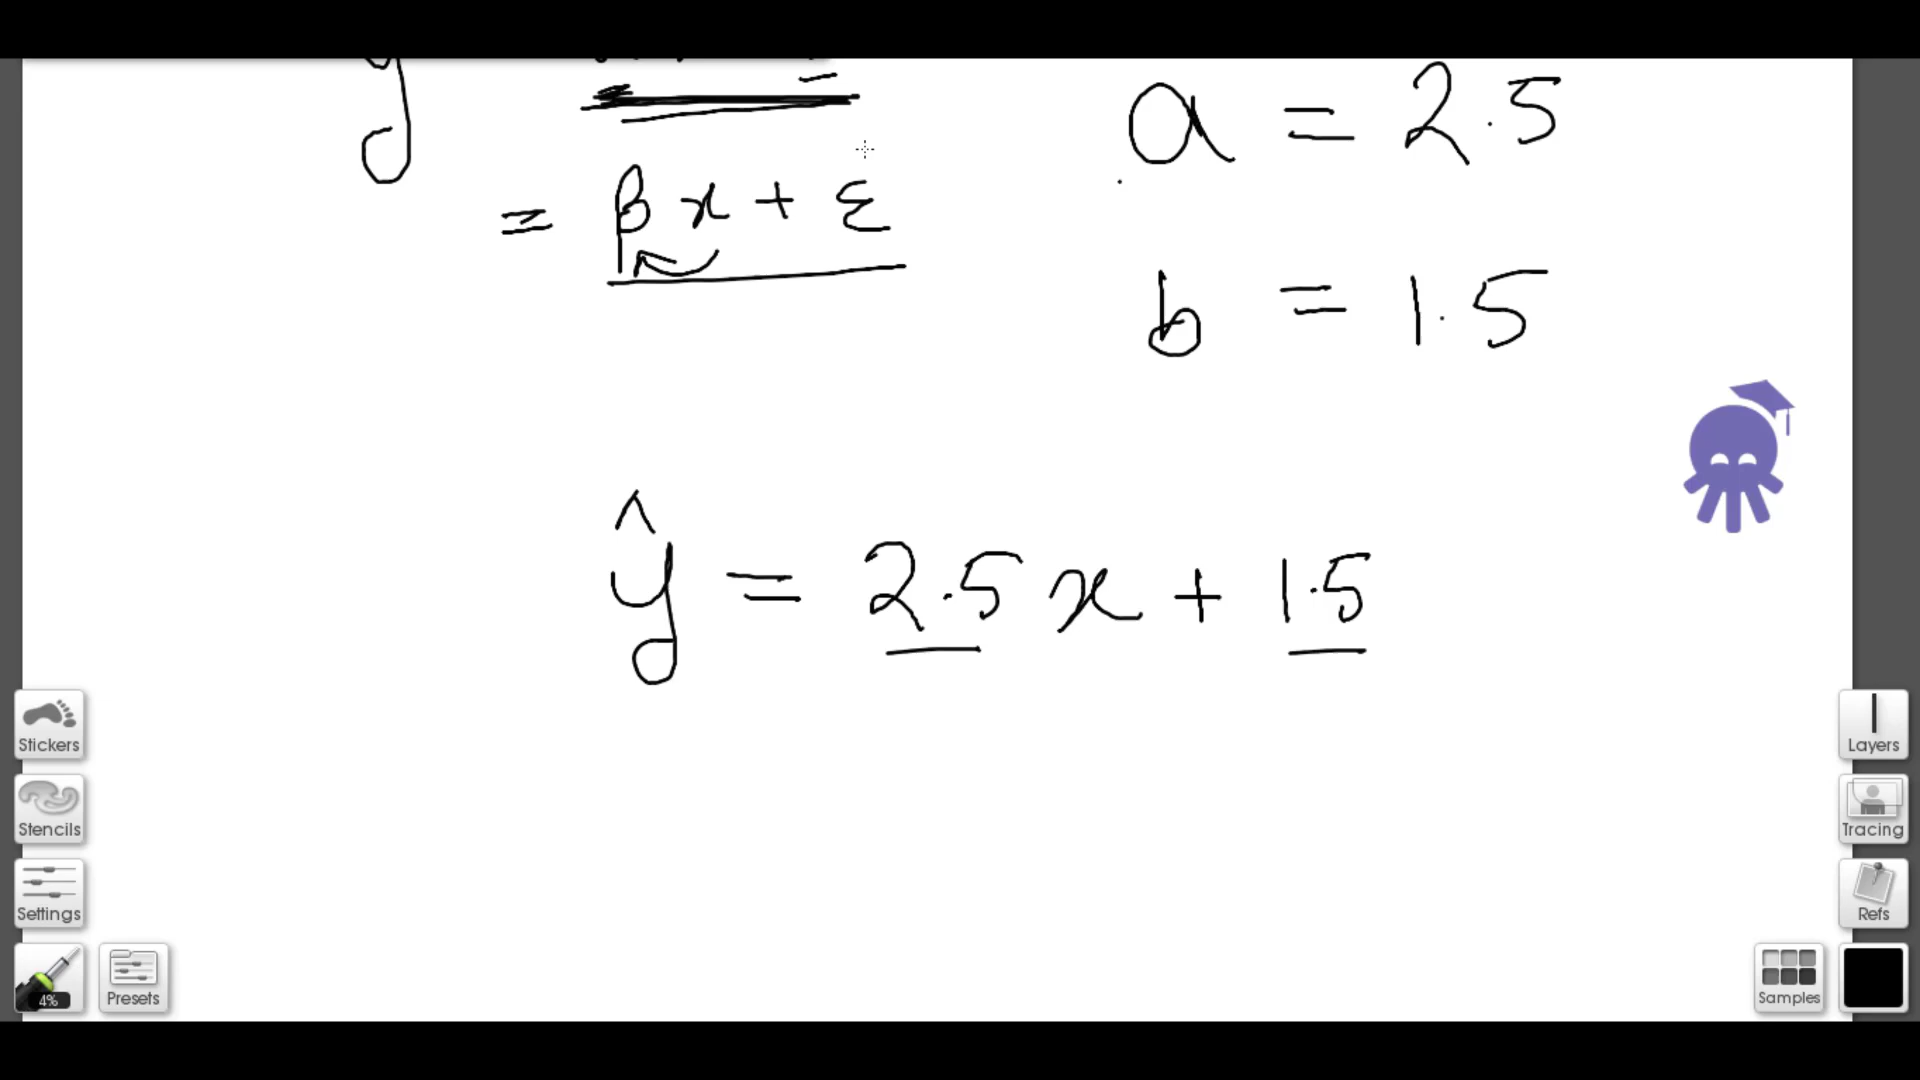 y
= βx + ε
a = 2.5
b = 1.5
ŷ = 2.5x + 1.5
Stickers
Stencils
Settings
4%
Presets
Layers
Tracing
Refs
Samples